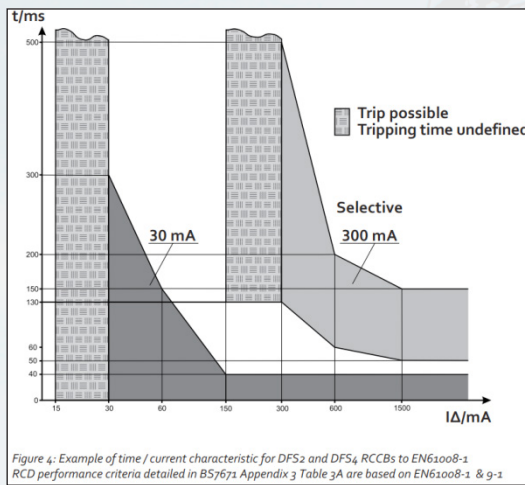 t/ms
500
Trip possible
Tripping time undefined
300
Selective
30 mA
300 mA
200
150
130
60
50
40
0
15
30
60
150
300
600
1500
IΔ/mA
Figure 4: Example of time / current characteristic for DFS2 and DFS4 RCCBs to EN61008-1
RCD performance criteria detailed in BS7671 Appendix 3 Table 3A are based on EN61008-1 & 9-1